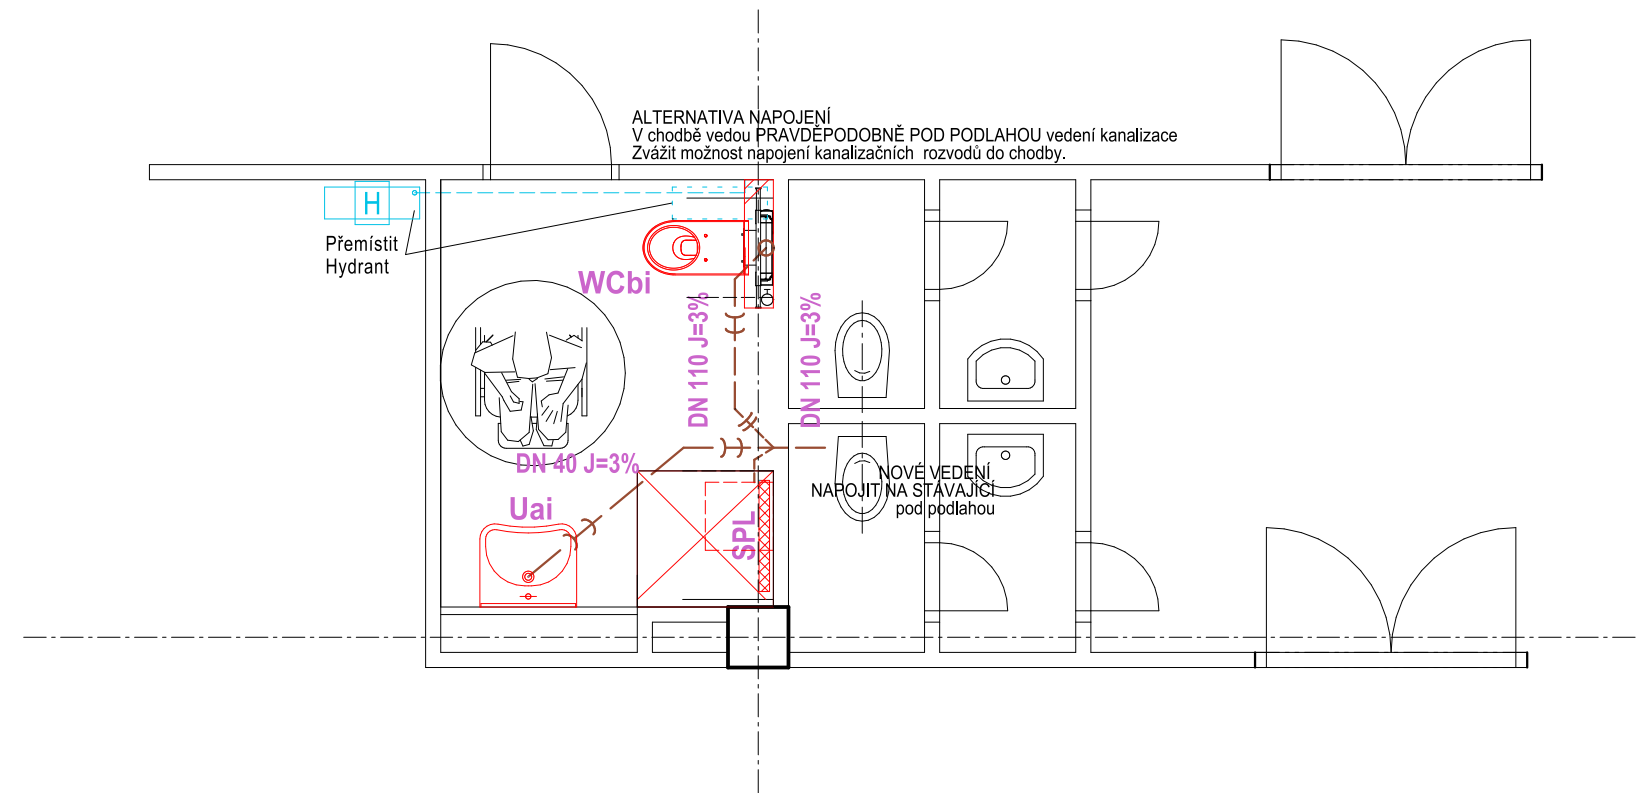 ALTERNATIVA NAPOJENÍ
V chodbě vedou PRAVDĚPODOBNĚ POD PODLAHOU vedení kanalizace
Zvážit možnost napojení kanalizačních rozvodů do chodby.
H
Přemístit
Hydrant
WCbi
DN 110 J=3%
DN 110 J=3%
DN 40 J=3%
Uai
SPL
NOVÉ VEDENÍ
NAPOJIT NA STÁVAJÍCÍ
pod podlahou